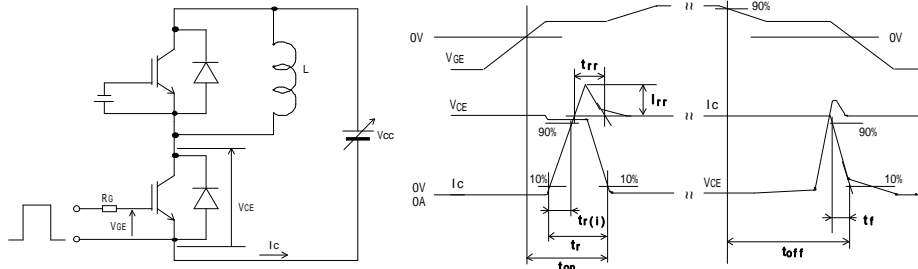 L
Vcc
RG
VGE
VCE
Ic
0V
VGE
VCE
Ic
0V
0A
trr
Irr
90%
10%
10%
tr(i)
tr
ton
≈
≈
≈
90%
0V
Ic
90%
VCE
10%
tf
toff